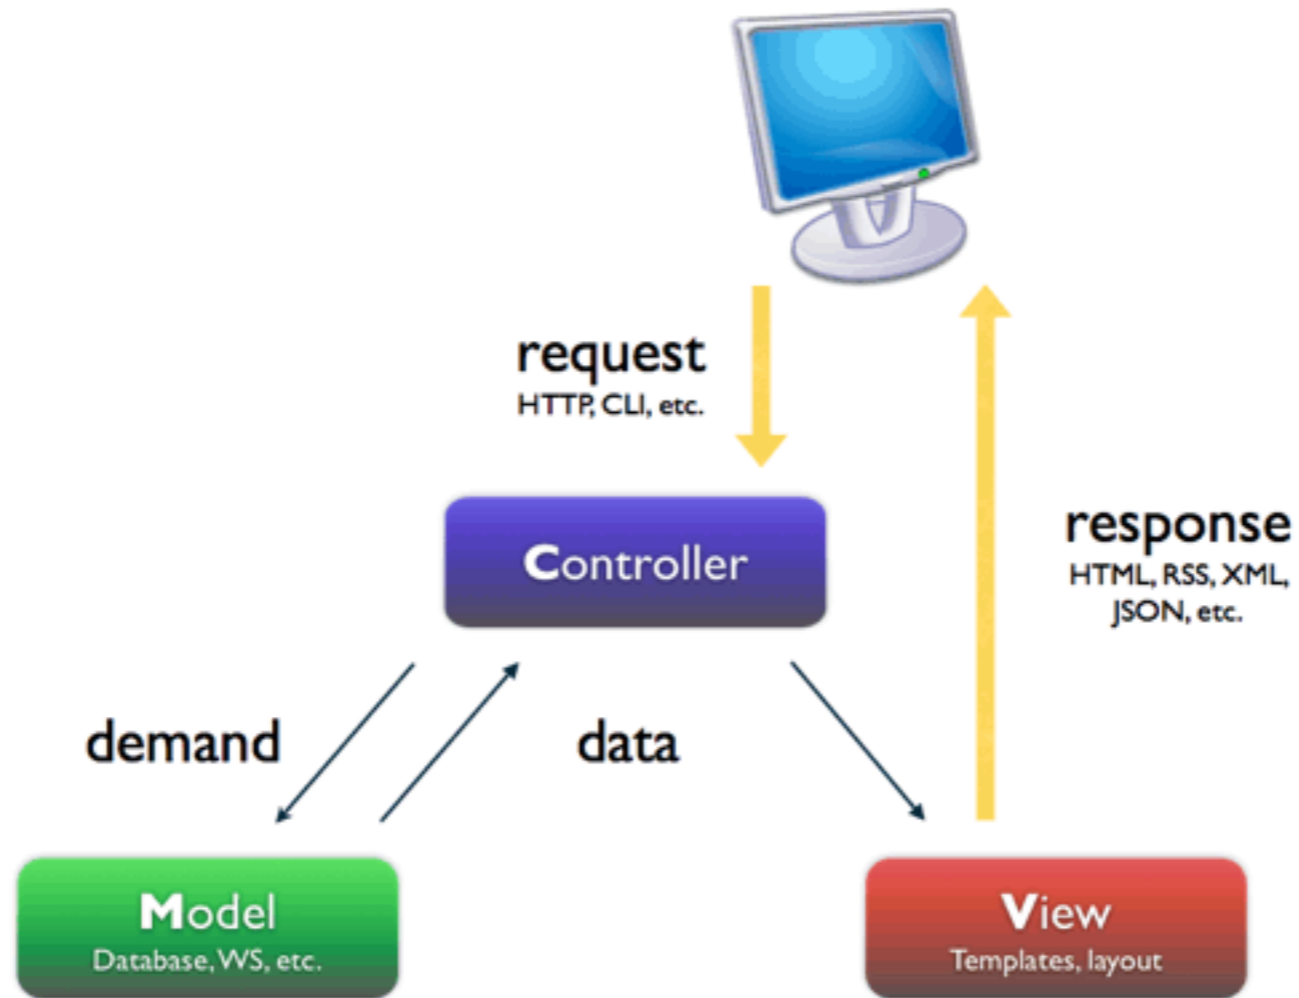 request
HTTP, CLI, etc.
Controller
response
HTML, RSS, XML,
JSON, etc.
demand
data
Model
Database, WS, etc.
View
Templates, layout